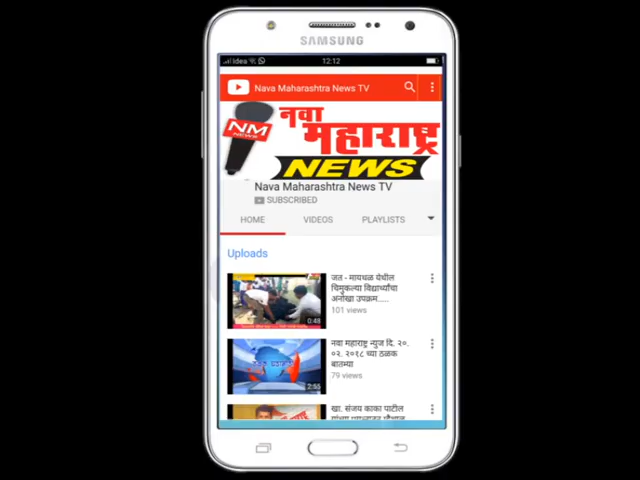 SAMSUNG
Idea
12:12
Nava Maharashtra News TV
NM
NEWS
नवा
महाराष्ट्र
NEWS
Nava Maharashtra News TV
SUBSCRIBED
HOME VIDEOS PLAYLISTS
Uploads
जत - मायथळ येथील
चिमुकल्या विद्यार्थ्यांचा
अनोखा उपक्रम.....
101 views
0:48
नवा महाराष्ट्र न्युज दि. २०.
०२. २०१८ च्या ठळक
बातम्या
79 views
2:55
खा. संजय काका पाटील